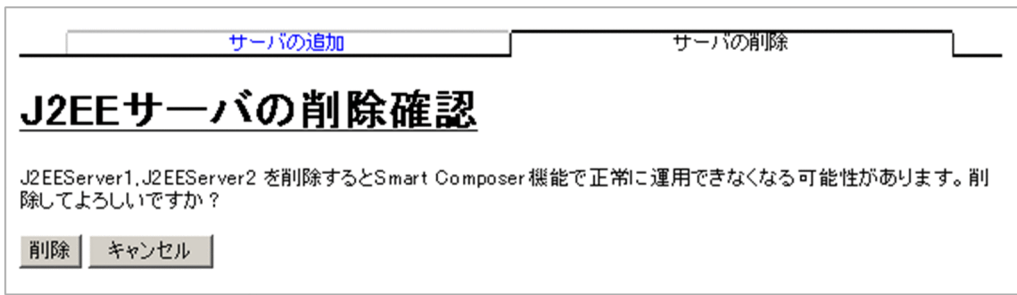 サーバの追加 サーバの削除
J2EEサーバの削除確認
J2EEServer1,J2EEServer2 を削除するとSmart Composer機能で正常に運用できなくなる可能性があります。削
除してよろしいですか？
削除 キャンセル